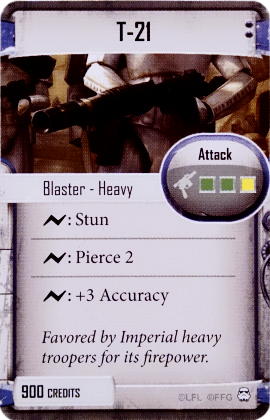 T-21
Attack
Blaster - Heavy
: Stun
: Pierce 2
: +3 Accuracy
Favored by Imperial heavy
troopers for its firepower.
900 CREDITS
©LFL ©FFG